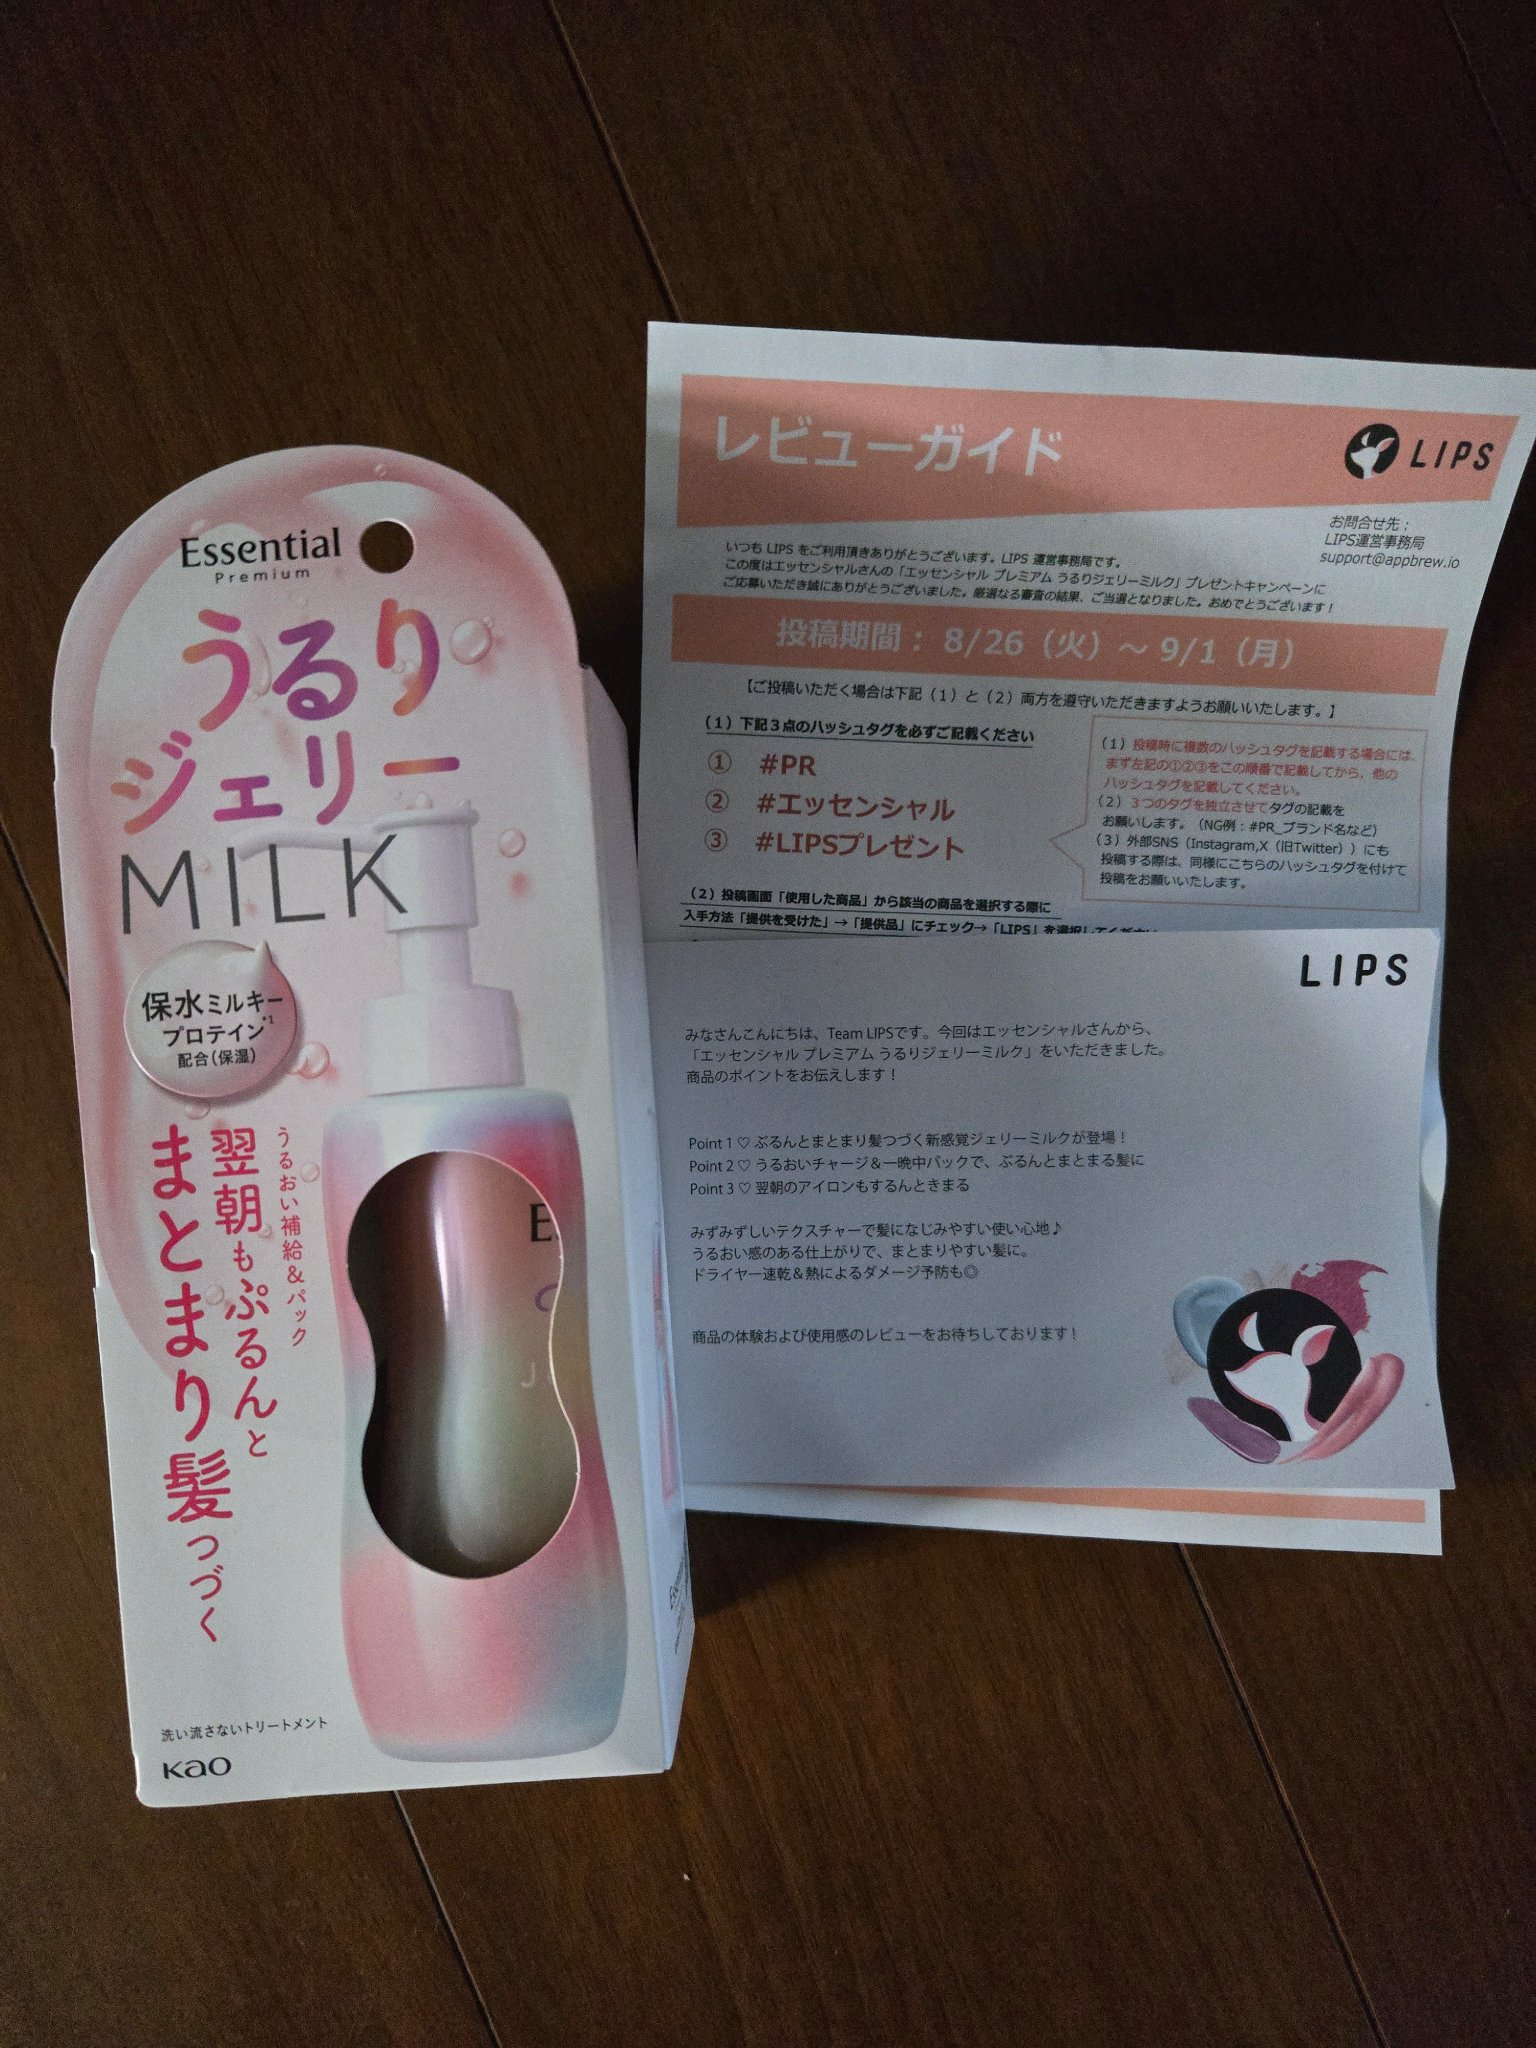 Essential
Premium
うるり
ジェリー
MILK
保水ミルキー
プロテイン*1
配合(保湿)
うるおい補給&パック
翌朝もぷるんと
まとまり髪つづく
洗い流さないトリートメント
Kao
レビューガイド
LIPS
お問合せ先:
LIPS運営事務局
support@appbrew.io
いつも LIPS をご利用頂きありがとうございます。LIPS 運営事務局です。
この度はエッセンシャルさんの「エッセンシャル プレミアム うるりジェリーミルク」プレゼントキャンペーンに
ご応募いただき誠にありがとうございました。厳選なる審査の結果、ご当選となりました。おめでとうございます!
投稿期間: 8/26(火)~ 9/1(月)
【ご投稿いただく場合は下記(1)と(2)両方を遵守いただきますようお願いいたします。】
(1)下記3点のハッシュタグを必ずご記載ください
① #PR
② #エッセンシャル
③ #LIPSプレゼント
(1)投稿時に複数のハッシュタグを記載する場合には、
まず左記の①②③をこの順番で記載してから、他の
ハッシュタグを記載してください。
(2)3つのタグを独立させてタグの記載を
お願いします。(NG例:#PR_ブランド名など)
(3)外部SNS(Instagram,X(旧Twitter))にも
投稿する際は、同様にこちらのハッシュタグを付けて
投稿をお願いいたします。
(2)投稿画面「使用した商品」から該当の商品を選択する際に
入手方法「提供を受けた」→「提供品」にチェック→「LIPS」を選択してください
LIPS
みなさんこんにちは、Team LIPSです。今回はエッセンシャルさんから、
「エッセンシャル プレミアム うるりジェリーミルク」をいただきました。
商品のポイントをお伝えします!
Point 1 ♡ ぷるんとまとまり髪つづく新感覚ジェリーミルクが登場!
Point 2 ♡ うるおいチャージ&一晩中パックで、ぷるんとまとまる髪に
Point 3 ♡ 翌朝のアイロンもするんときまる
みずみずしいテクスチャーで髪になじみやすい使い心地♪
うるおい感のある仕上がりで、まとまりやすい髪に。
ドライヤー速乾&熱によるダメージ予防も◎
商品の体験および使用感のレビューをお待ちしております!